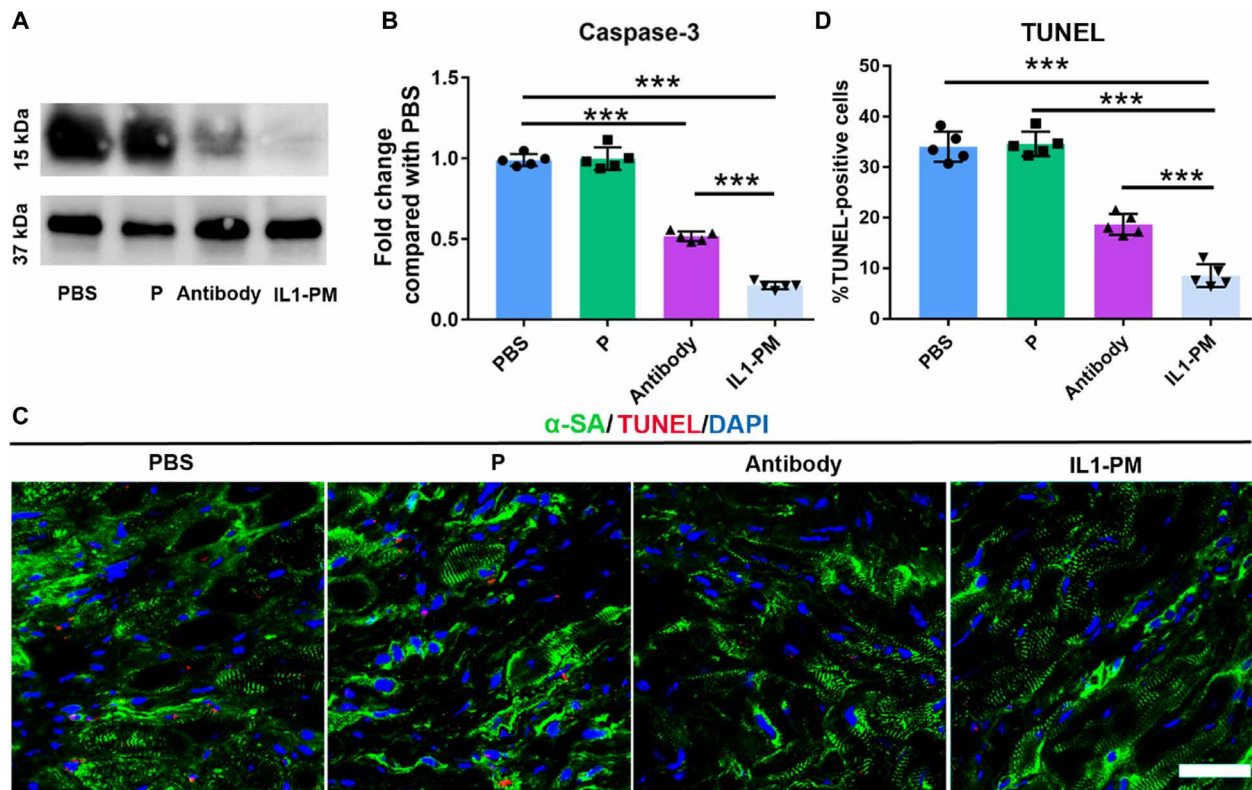 A
15 kDa
37 kDa
PBS P Antibody IL1-PM
B
Caspase-3
Fold change
compared with PBS
1.5
1.0
0.5
0.0
***
***
***
PBS
P
Antibody
IL1-PM
D
TUNEL
%TUNEL-positive cells
50
40
30
20
10
0
***
***
***
PBS
P
Antibody
IL1-PM
C
α-SA/TUNEL/DAPI
PBS P Antibody IL1-PM